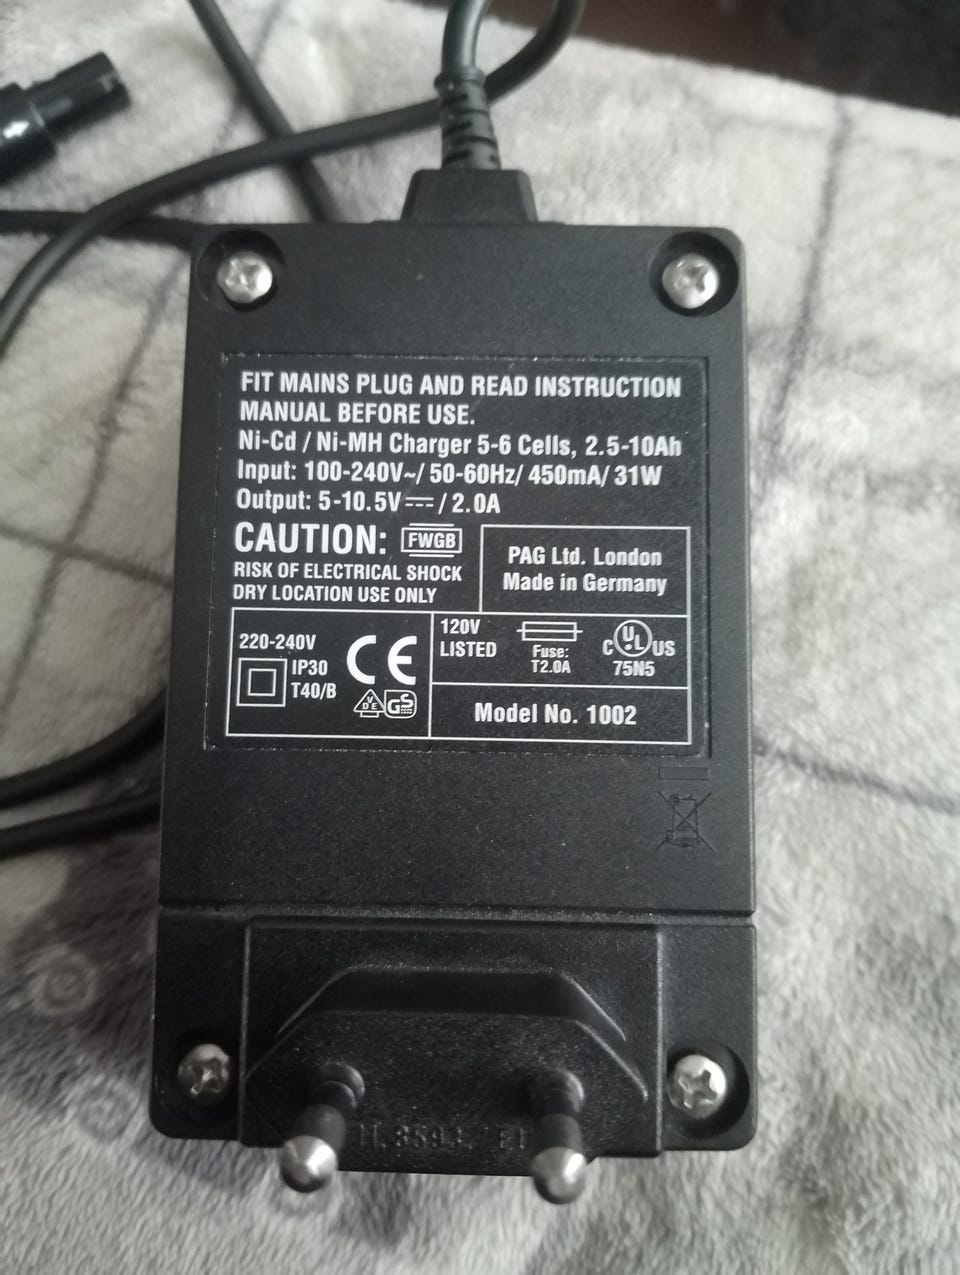 FIT MAINS PLUG AND READ INSTRUCTION
MANUAL BEFORE USE.
Ni-Cd / Ni-MH Charger 5-6 Cells, 2.5-10Ah
Input: 100-240V~/ 50-60Hz/ 450mA/ 31W
Output: 5-10.5V⎓ / 2.0A
CAUTION: FWGB
RISK OF ELECTRICAL SHOCK
DRY LOCATION USE ONLY
PAG Ltd. London
Made in Germany
220-240V
IP30
T40/B
CE
VDE GS
120V
LISTED
Fuse:
T2.0A
C UL US
75N5
Model No. 1002